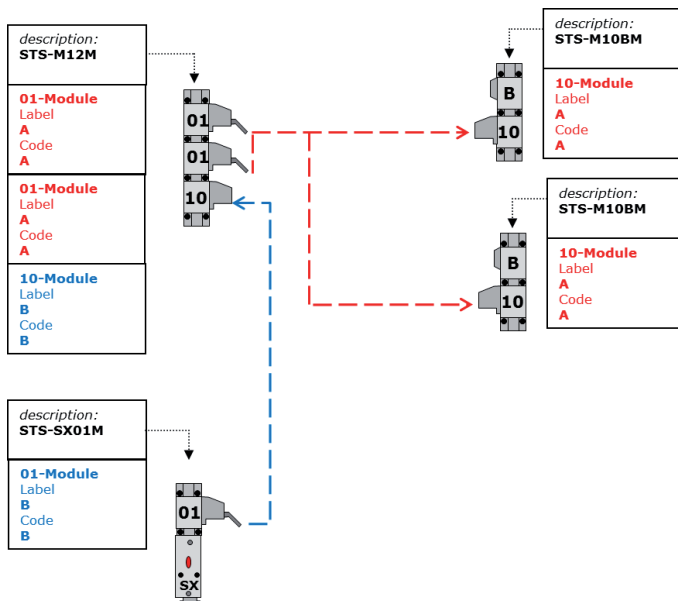 description:
STS-M12M
01-Module
Label
A
Code
A
01-Module
Label
A
Code
A
10-Module
Label
B
Code
B
01
01
10
description:
STS-M10BM
10-Module
Label
A
Code
A
B
10
description:
STS-M10BM
10-Module
Label
A
Code
A
B
10
description:
STS-SX01M
01-Module
Label
B
Code
B
01
SX